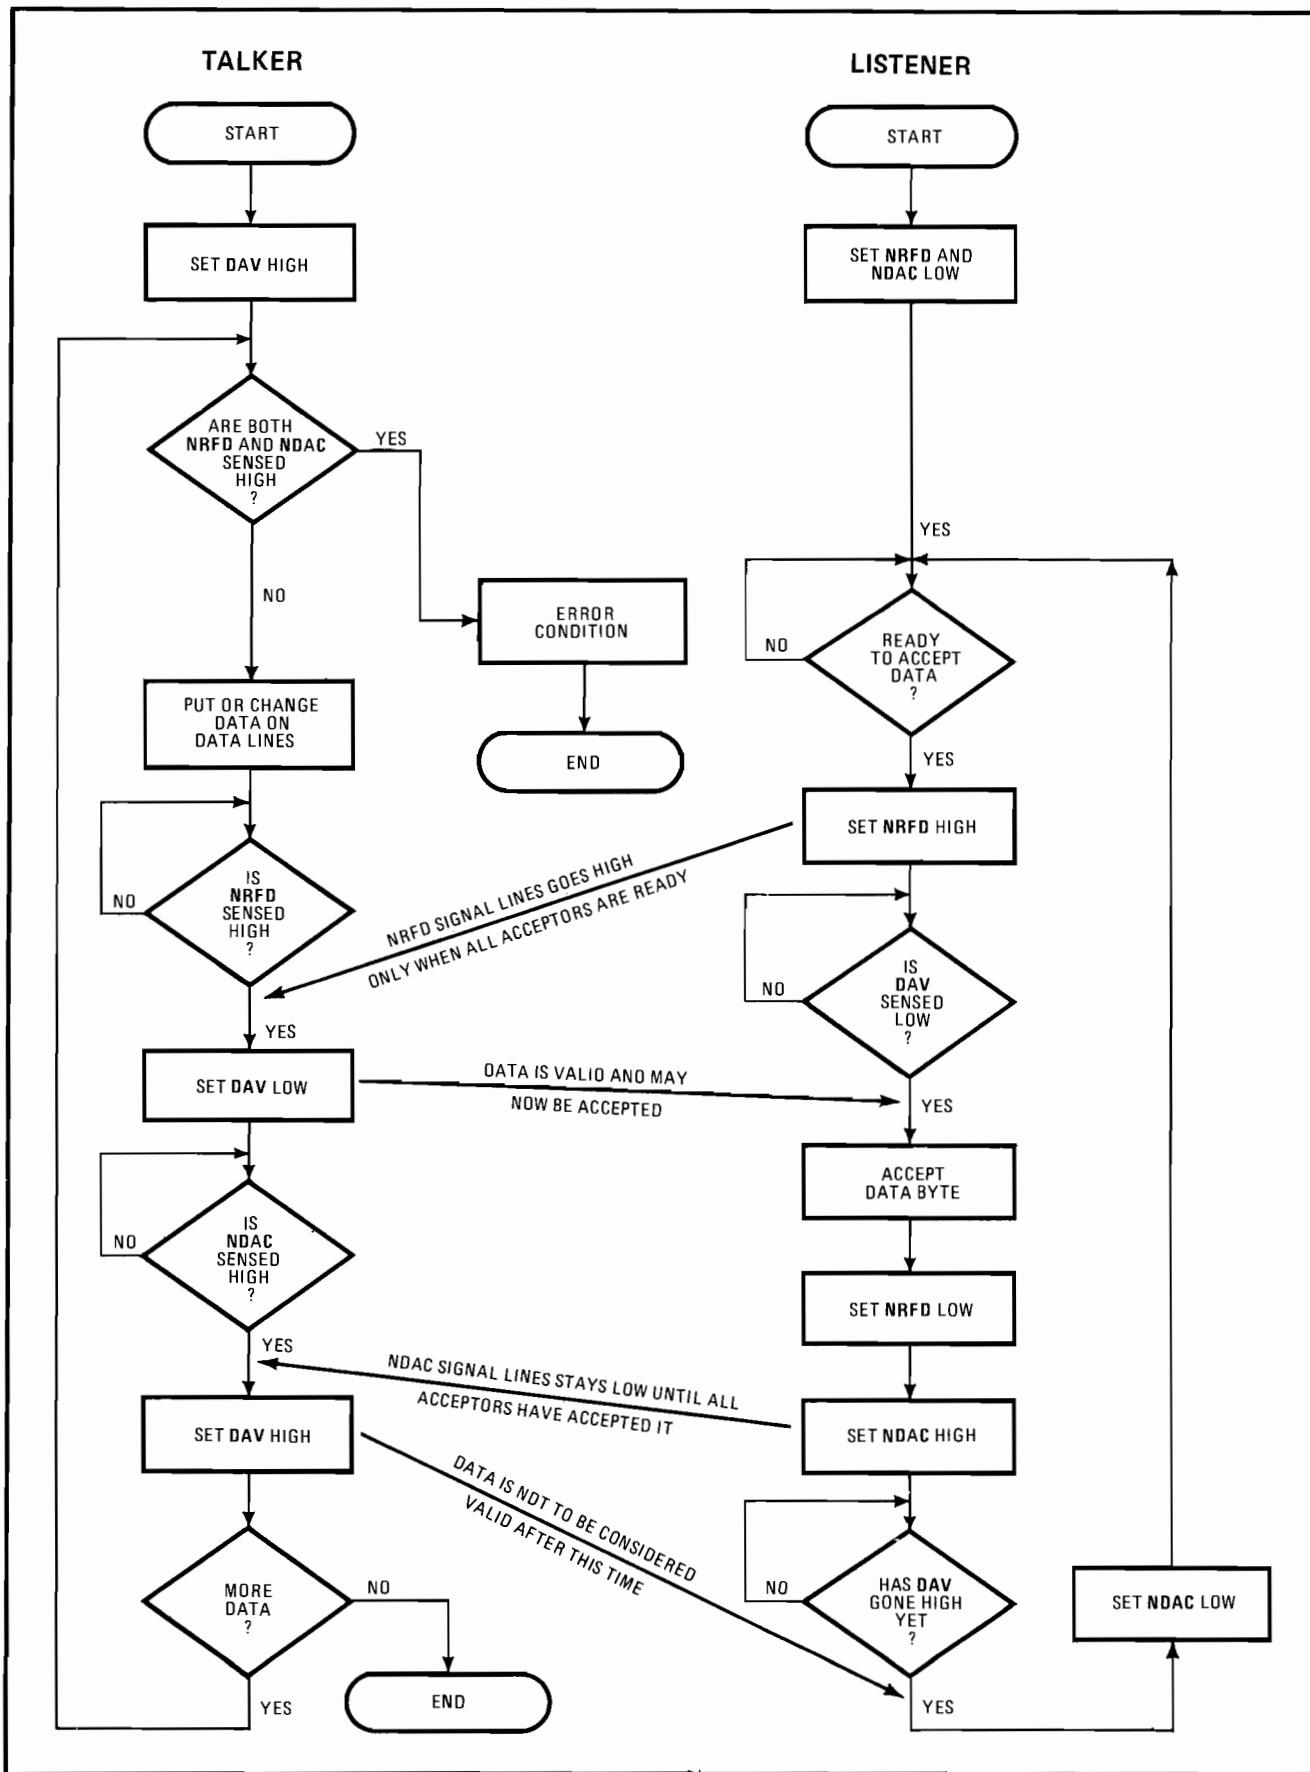 TALKER
START
SET DAV HIGH
ARE BOTH
NRFD AND NDAC
SENSED
HIGH
?
YES
NO
ERROR
CONDITION
END
PUT OR CHANGE
DATA ON
DATA LINES
IS
NRFD
SENSED
HIGH
?
NO
YES
SET DAV LOW
IS
NDAC
SENSED
HIGH
?
NO
YES
SET DAV HIGH
MORE
DATA
?
NO
END
YES
NRFD SIGNAL LINES GOES HIGH
ONLY WHEN ALL ACCEPTORS ARE READY
OATA IS VALID ANO MAY
NOW BE ACCEPTED
NDAC SIGNAL LINES STAYS LOW UNTIL ALL
ACCEPTORS HAVE ACCEPTED IT
DATA IS NDT TO BE CONSIDERED
VALID AFTER THIS TIME
LISTENER
START
SET NRFD AND
NDAC LOW
YES
READY
TO ACCEPT
DATA
?
NO
YES
SET NRFD HIGH
IS
DAV
SENSED
LOW
?
NO
YES
ACCEPT
DATA BYTE
SET NRFD LOW
SET NDAC HIGH
HAS DAV
GONE HIGH
YET
?
NO
YES
SET NDAC LOW